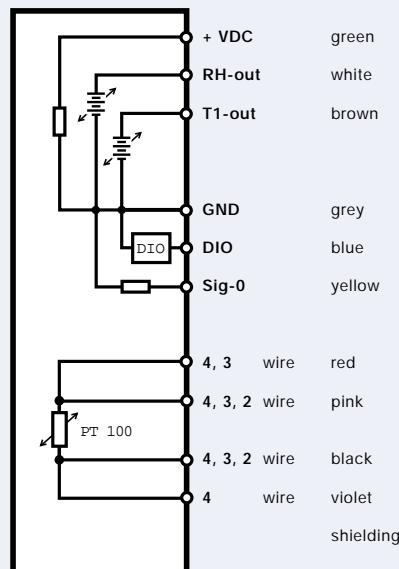 + VDC green
RH-out white
T1-out brown
GND grey
DIO DIO blue
Sig-0 yellow
4, 3 wire red
4, 3, 2 wire pink
PT 100
4, 3, 2 wire black
4 wire violet
shielding